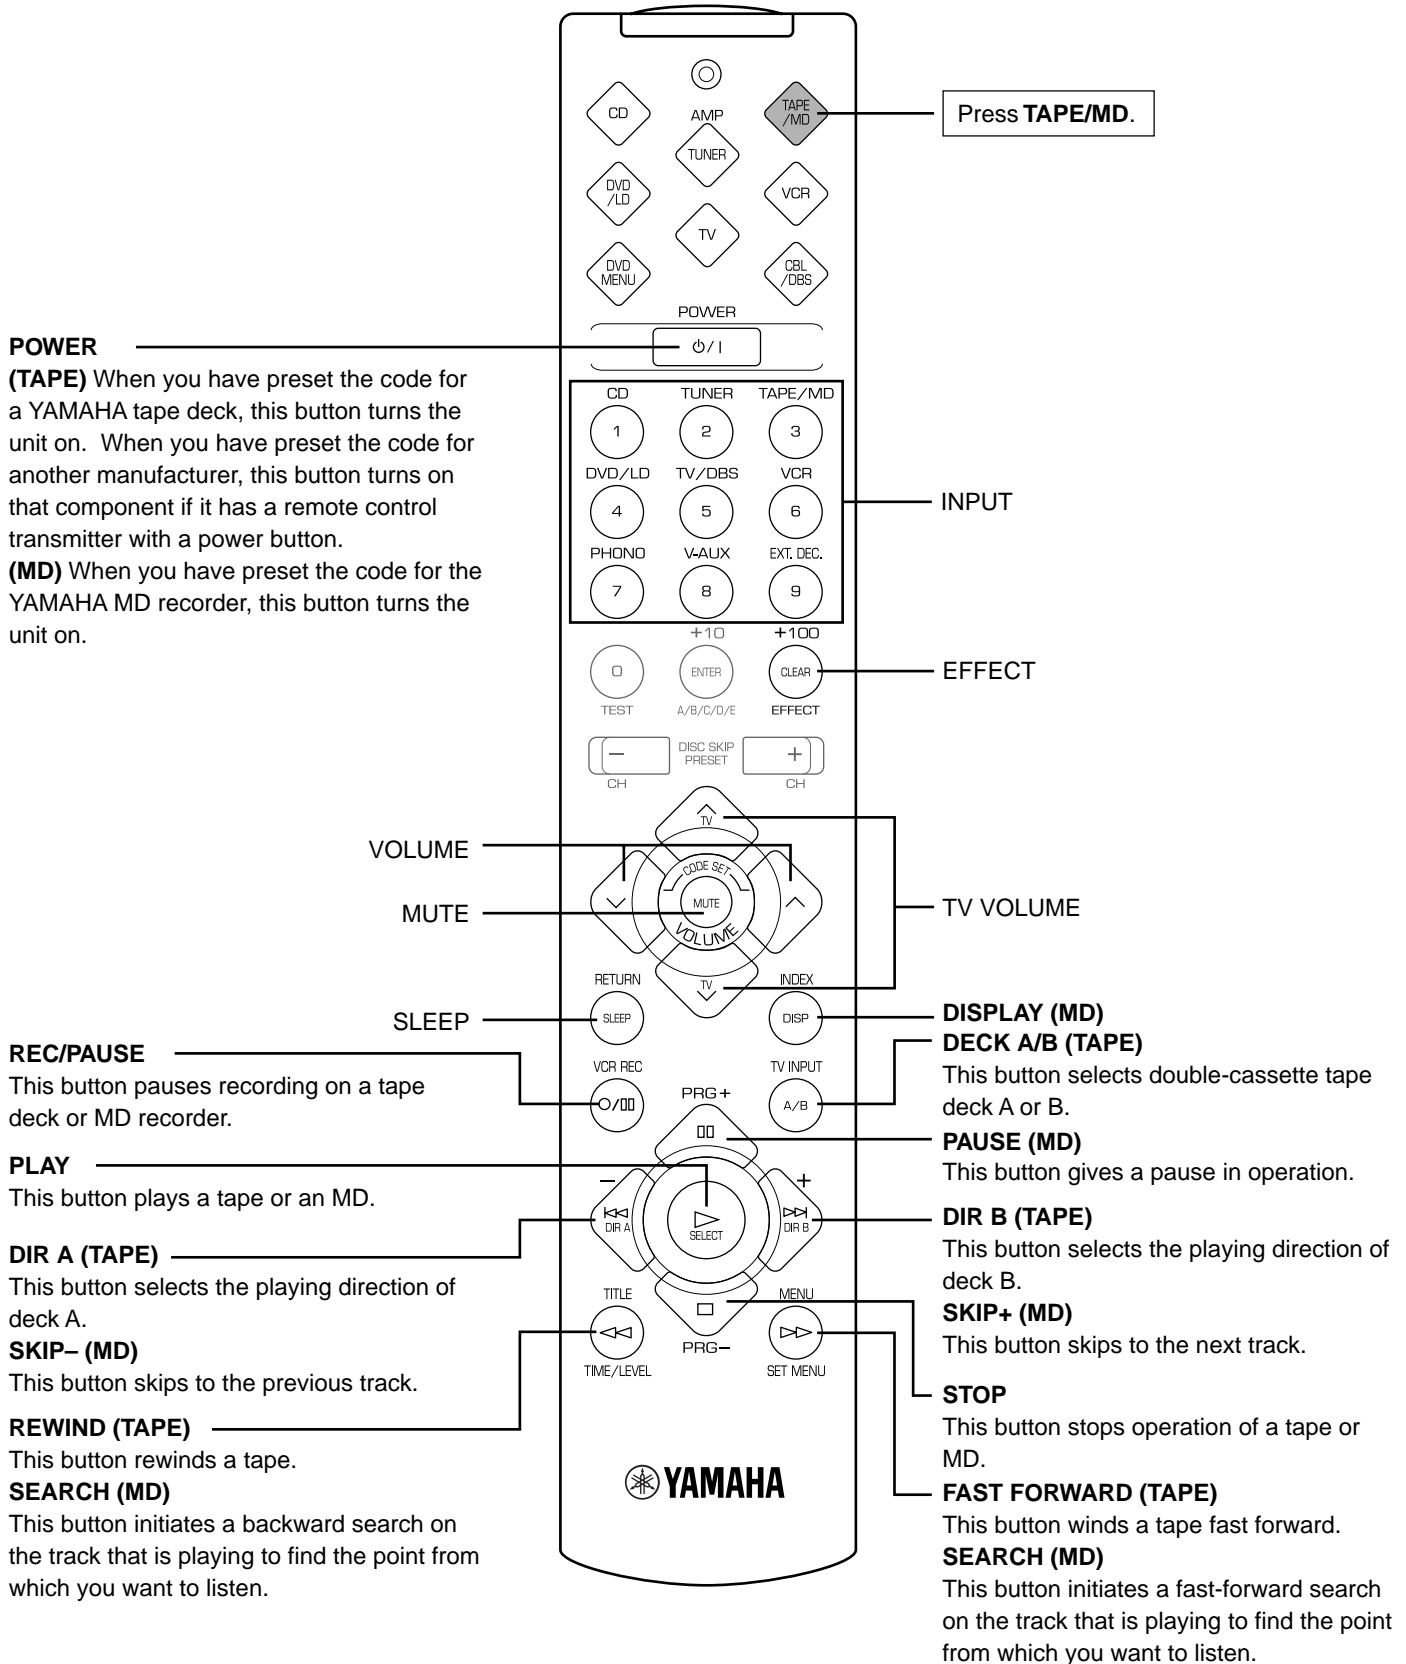 CD
AMP
TAPE
/MD
Press TAPE/MD.
TUNER
DVD
/LD
VCR
TV
DVD
MENU
CBL
/DBS
POWER
⏻/I
POWER
(TAPE) When you have preset the code for
a YAMAHA tape deck, this button turns the
unit on. When you have preset the code for
another manufacturer, this button turns on
that component if it has a remote control
transmitter with a power button.
(MD) When you have preset the code for the
YAMAHA MD recorder, this button turns the
unit on.
CD TUNER TAPE/MD
1 2 3
DVD/LD TV/DBS VCR
4 5 6
PHONO V-AUX EXT. DEC.
7 8 9
INPUT
+10 +100
0 ENTER CLEAR
TEST A/B/C/D/E EFFECT
EFFECT
– DISC SKIP +
PRESET
CH CH
TV
CODE SET
MUTE
VOLUME
TV
VOLUME
MUTE
TV VOLUME
RETURN INDEX
SLEEP DISP
SLEEP
VCR REC TV INPUT
A/B
PRG+
– +
DIR A SELECT DIR B
TITLE MENU
PRG–
TIME/LEVEL SET MENU
YAMAHA
REC/PAUSE
This button pauses recording on a tape
deck or MD recorder.
PLAY
This button plays a tape or an MD.
DIR A (TAPE)
This button selects the playing direction of
deck A.
SKIP– (MD)
This button skips to the previous track.
REWIND (TAPE)
This button rewinds a tape.
SEARCH (MD)
This button initiates a backward search on
the track that is playing to find the point from
which you want to listen.
DISPLAY (MD)
DECK A/B (TAPE)
This button selects double-cassette tape
deck A or B.
PAUSE (MD)
This button gives a pause in operation.
DIR B (TAPE)
This button selects the playing direction of
deck B.
SKIP+ (MD)
This button skips to the next track.
STOP
This button stops operation of a tape or
MD.
FAST FORWARD (TAPE)
This button winds a tape fast forward.
SEARCH (MD)
This button initiates a fast-forward search
on the track that is playing to find the point
from which you want to listen.